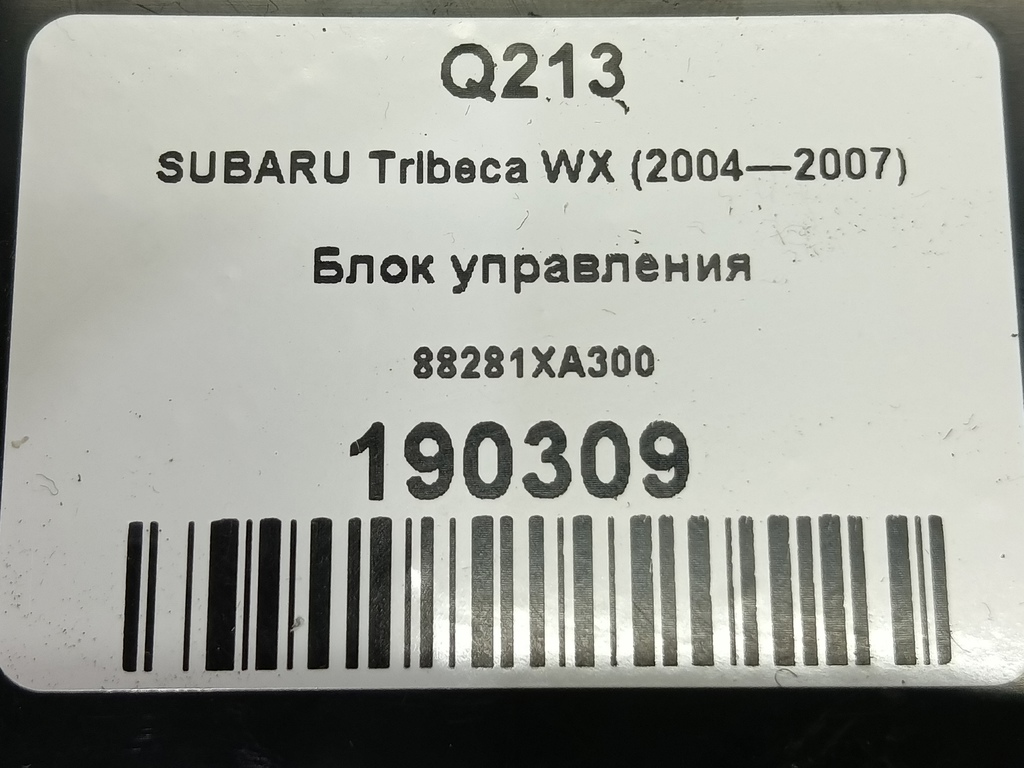 Q213
SUBARU Tribeca WX (2004—2007)
Блок управления
88281XA300
190309